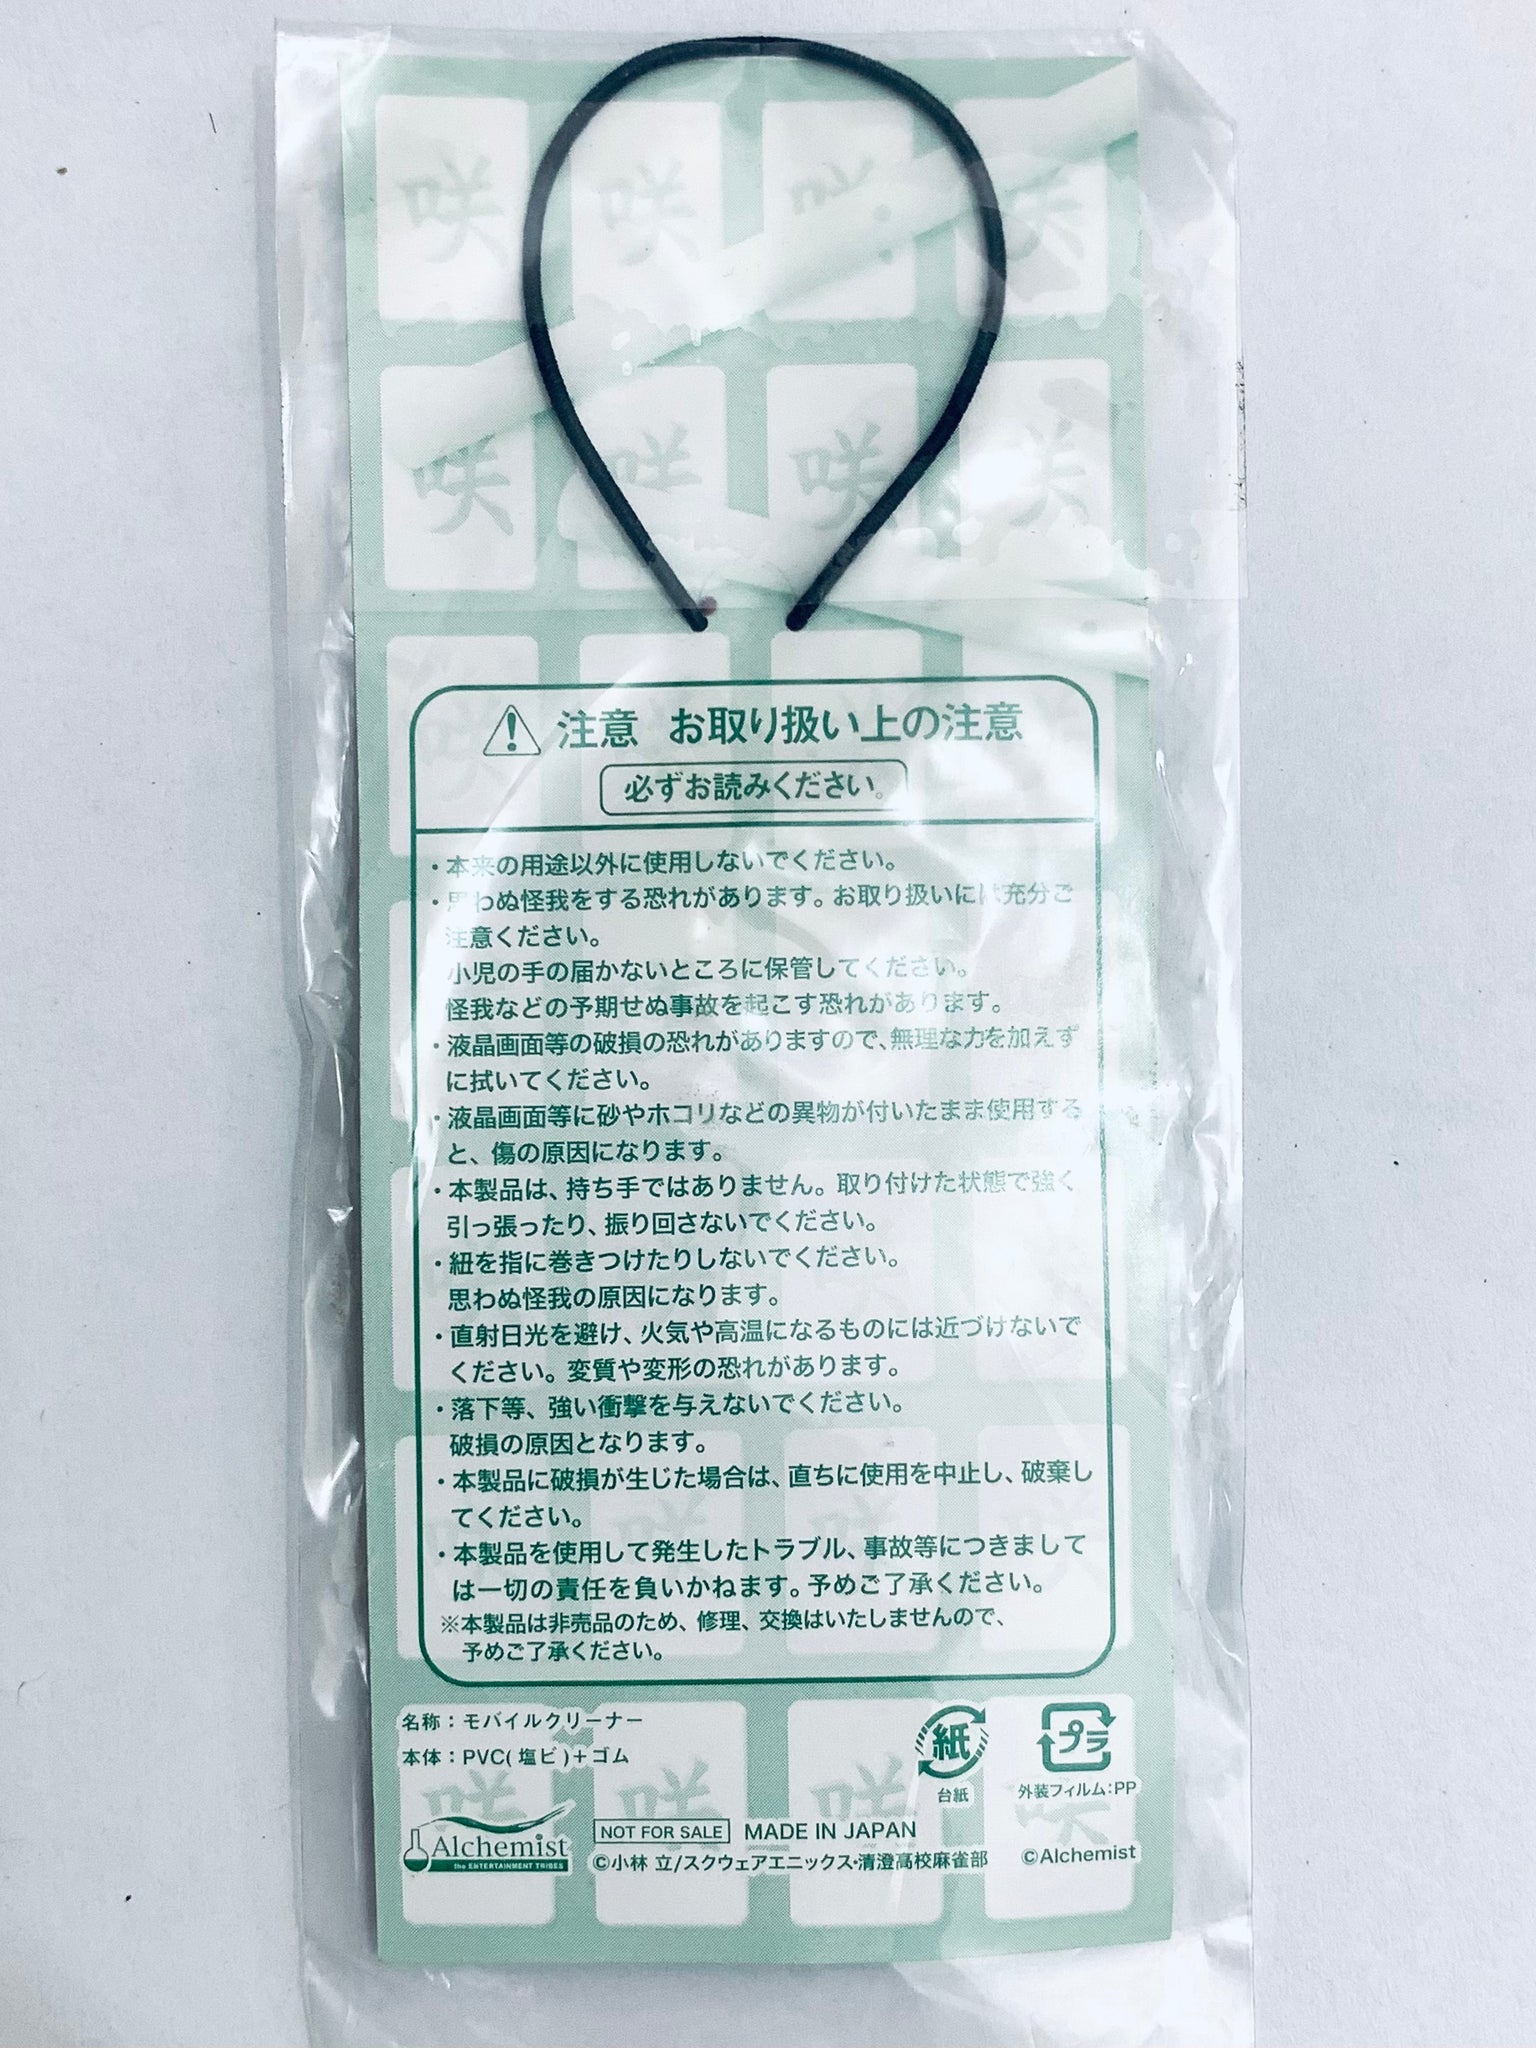 咲 咲 咲
咲 咲 咲 咲
注意 お取り扱い上の注意
必ずお読みください。
・本来の用途以外に使用しないでください。
・思わぬ怪我をする恐れがあります。お取り扱いには充分ご
注意ください。
小児の手の届かないところに保管してください。
怪我などの予期せぬ事故を起こす恐れがあります。
・液晶画面等の破損の恐れがありますので、無理な力を加えず
に拭いてください。
・液晶画面等に砂やホコリなどの異物が付いたまま使用する
と、傷の原因になります。
・本製品は、持ち手ではありません。取り付けた状態で強く
引っ張ったり、振り回さないでください。
・紐を指に巻きつけたりしないでください。
思わぬ怪我の原因になります。
・直射日光を避け、火気や高温になるものには近づけないで
ください。変質や変形の恐れがあります。
・落下等、強い衝撃を与えないでください。
破損の原因となります。
・本製品に破損が生じた場合は、直ちに使用を中止し、破棄し
てください。
・本製品を使用して発生したトラブル、事故等につきまして
は一切の責任を負いかねます。予めご了承ください。
※本製品は非売品のため、修理、交換はいたしませんので、
予めご了承ください。
名称：モバイルクリーナー
本体：PVC(塩ビ)+ゴム
紙
台紙
プラ
外装フィルム:PP
Alchemist
the ENTERTAINMENT TRIBES
NOT FOR SALE MADE IN JAPAN
©小林 立/スクウェアエニックス・清澄高校麻雀部
©Alchemist